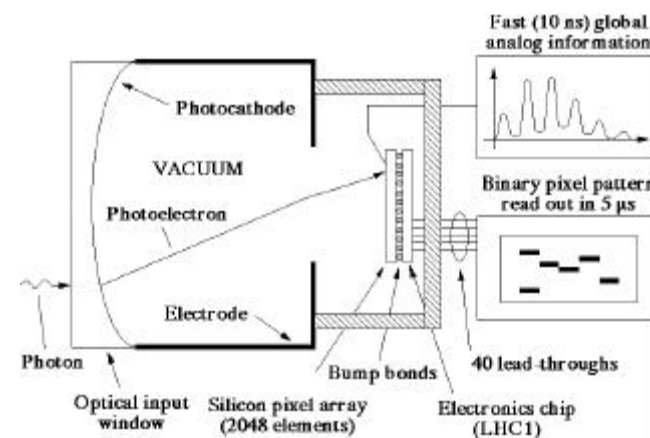 Fast (10 ns) global
analog information
Photocathode
VACUUM
Photoelectron
Binary pixel pattern
read out in 5 µs
Electrode
Photon
Optical input
window
Silicon pixel array
(2048 elements)
Bump bonds
40 lead-throughs
Electronics chip
(LHC1)